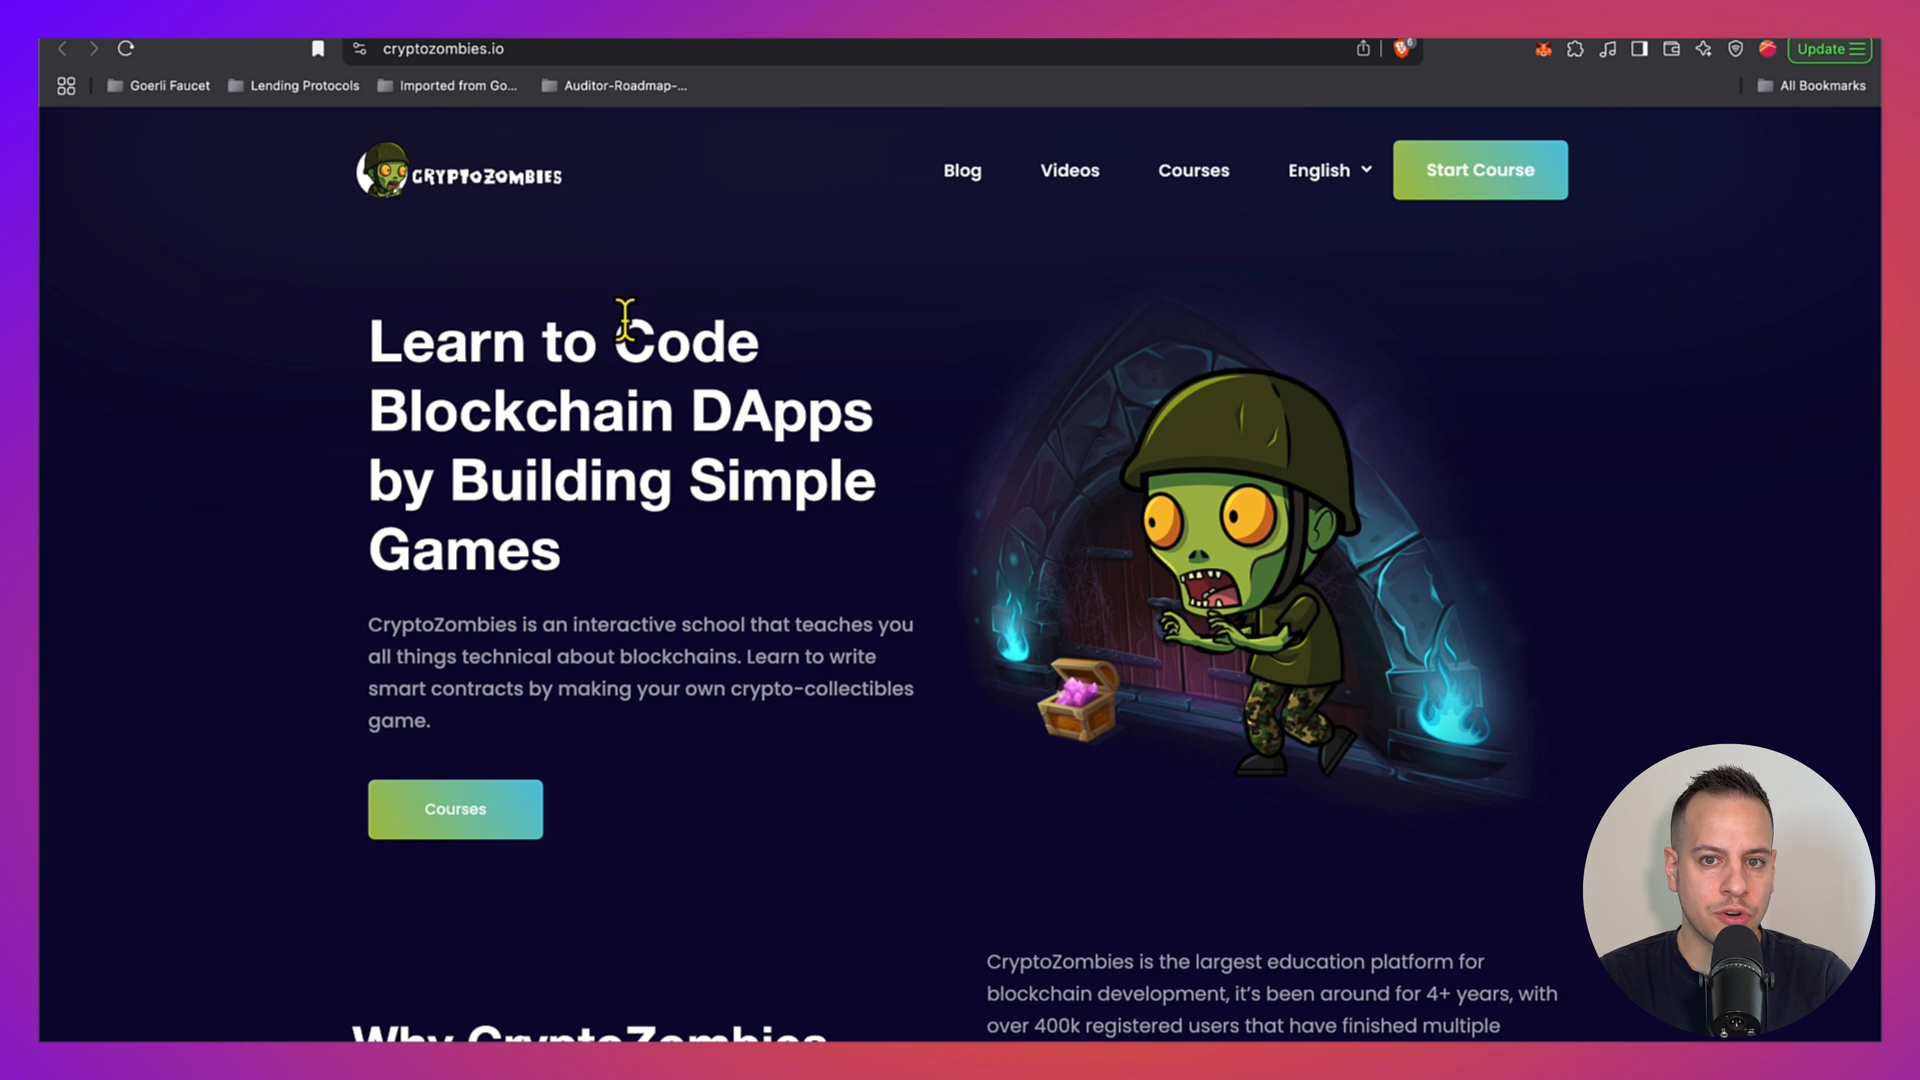 cryptozombies.io
6
Update
Goerli Faucet
Lending Protocols
Imported from Go...
Auditor-Roadmap-...
All Bookmarks
CRYPTOZOMBIES
Blog
Videos
Courses
English
Start Course
Learn to Code
Blockchain DApps
by Building Simple
Games
CryptoZombies is an interactive school that teaches you
all things technical about blockchains. Learn to write
smart contracts by making your own crypto-collectibles
game.
Courses
CryptoZombies is the largest education platform for
blockchain development, it's been around for 4+ years, with
over 400k registered users that have finished multiple
Why CryptoZombies